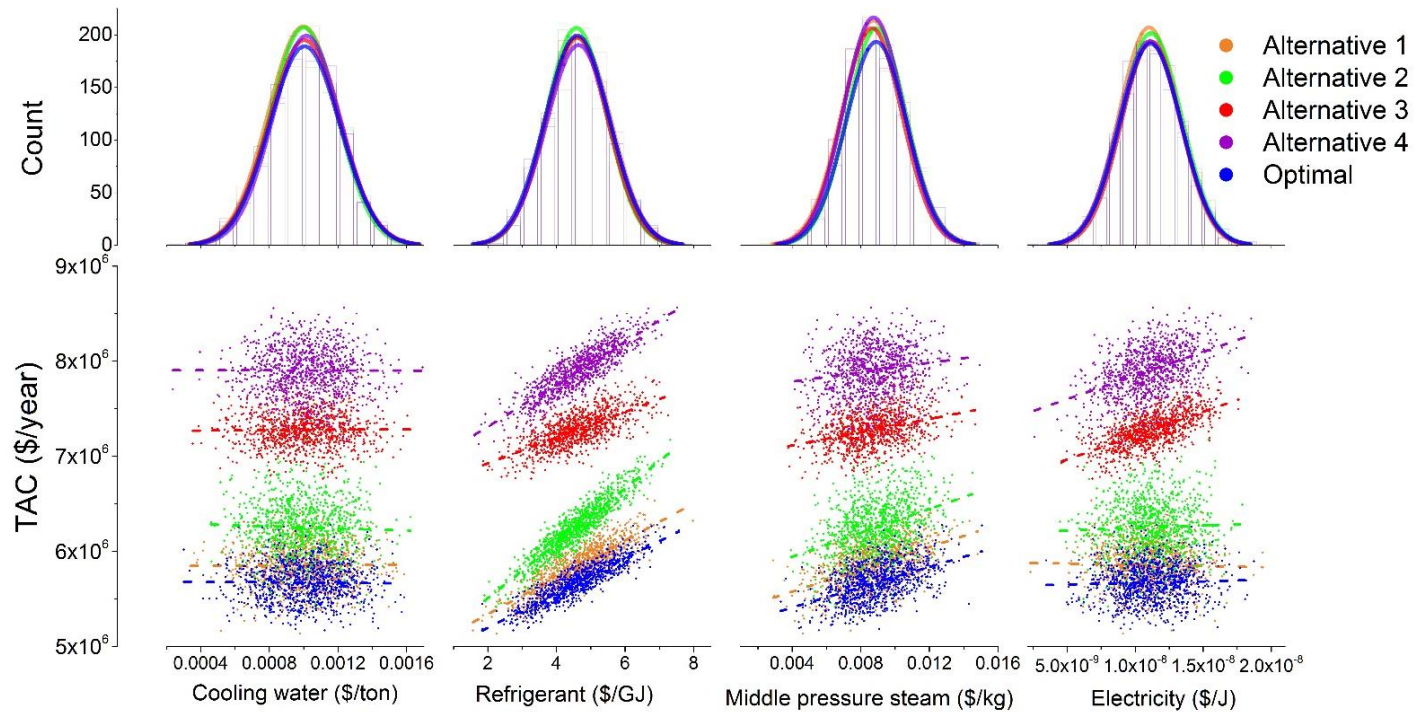 200
150
100
50
0
Count
Alternative 1
Alternative 2
Alternative 3
Alternative 4
Optimal
9x10⁶
8x10⁶
7x10⁶
6x10⁶
5x10⁶
TAC ($/year)
0.0004 0.0008 0.0012 0.0016
Cooling water ($/ton)
2 4 6 8
Refrigerant ($/GJ)
0.004 0.008 0.012 0.016
Middle pressure steam ($/kg)
5.0x10⁻⁹ 1.0x10⁻⁸ 1.5x10⁻⁸ 2.0x10⁻⁸
Electricity ($/J)